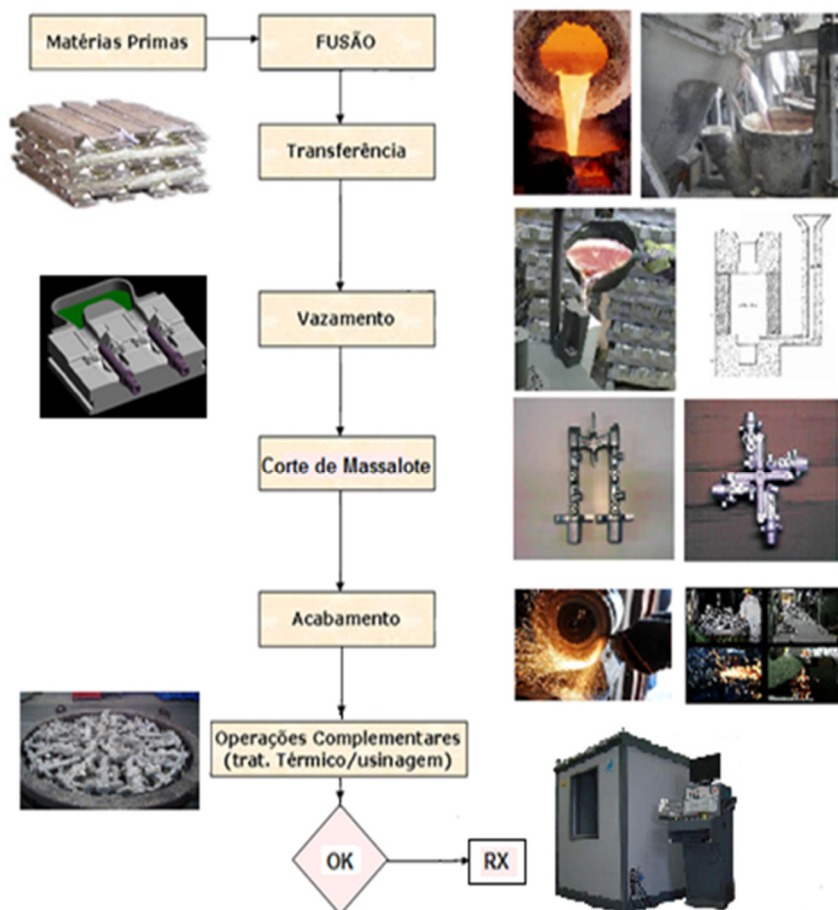 Matérias Primas
FUSÃO
Transferência
Vazamento
Corte de Massalote
Acabamento
Operações Complementares
(trat. Térmico/usinagem)
OK
RX